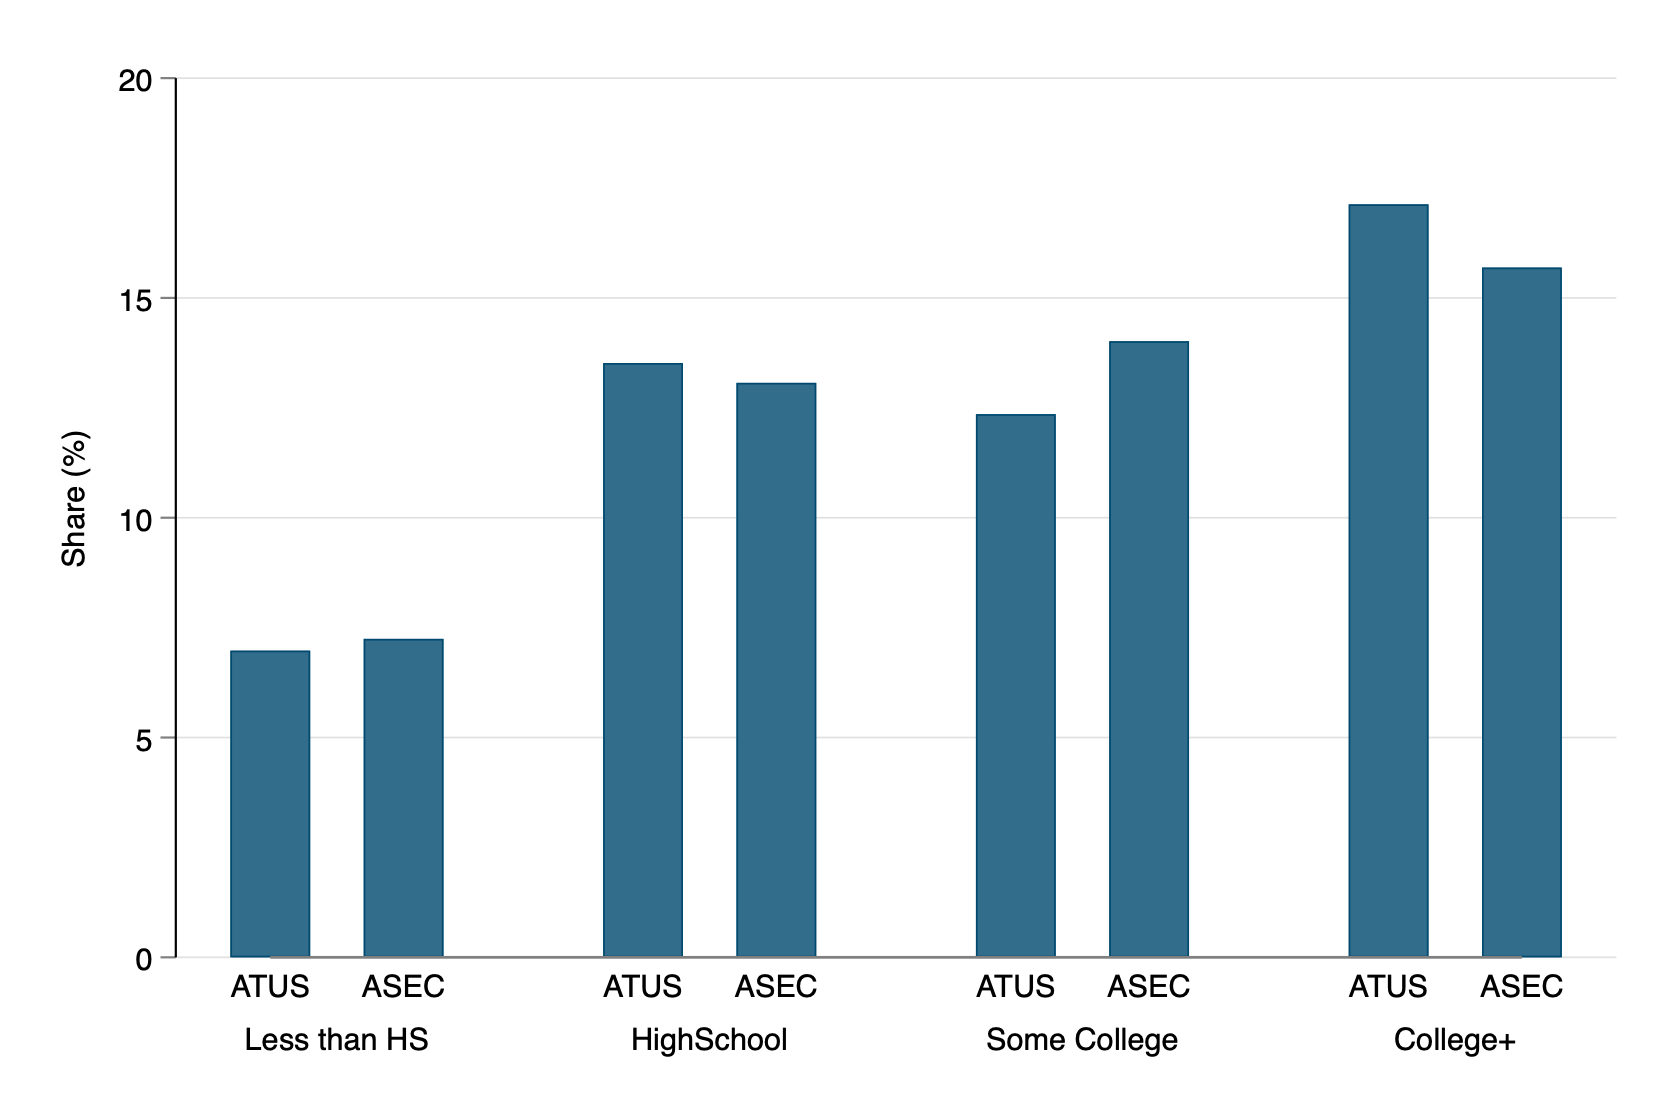 20
15
10
5
0
Share (%)
ATUS ASEC ATUS ASEC ATUS ASEC ATUS ASEC
Less than HS HighSchool Some College College+